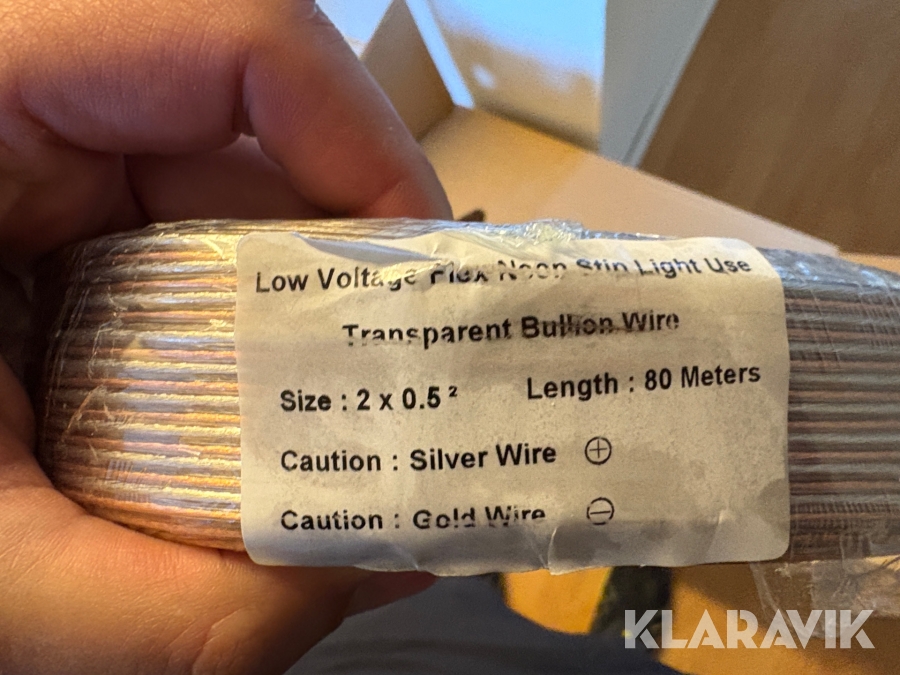 Low Voltage Flex Neon Stip Light Use
Transparent Bullion Wire
Size : 2 x 0.5 ²
Length : 80 Meters
Caution : Silver Wire ⊕
Caution : Gold Wire ⊖
KLARAVIK